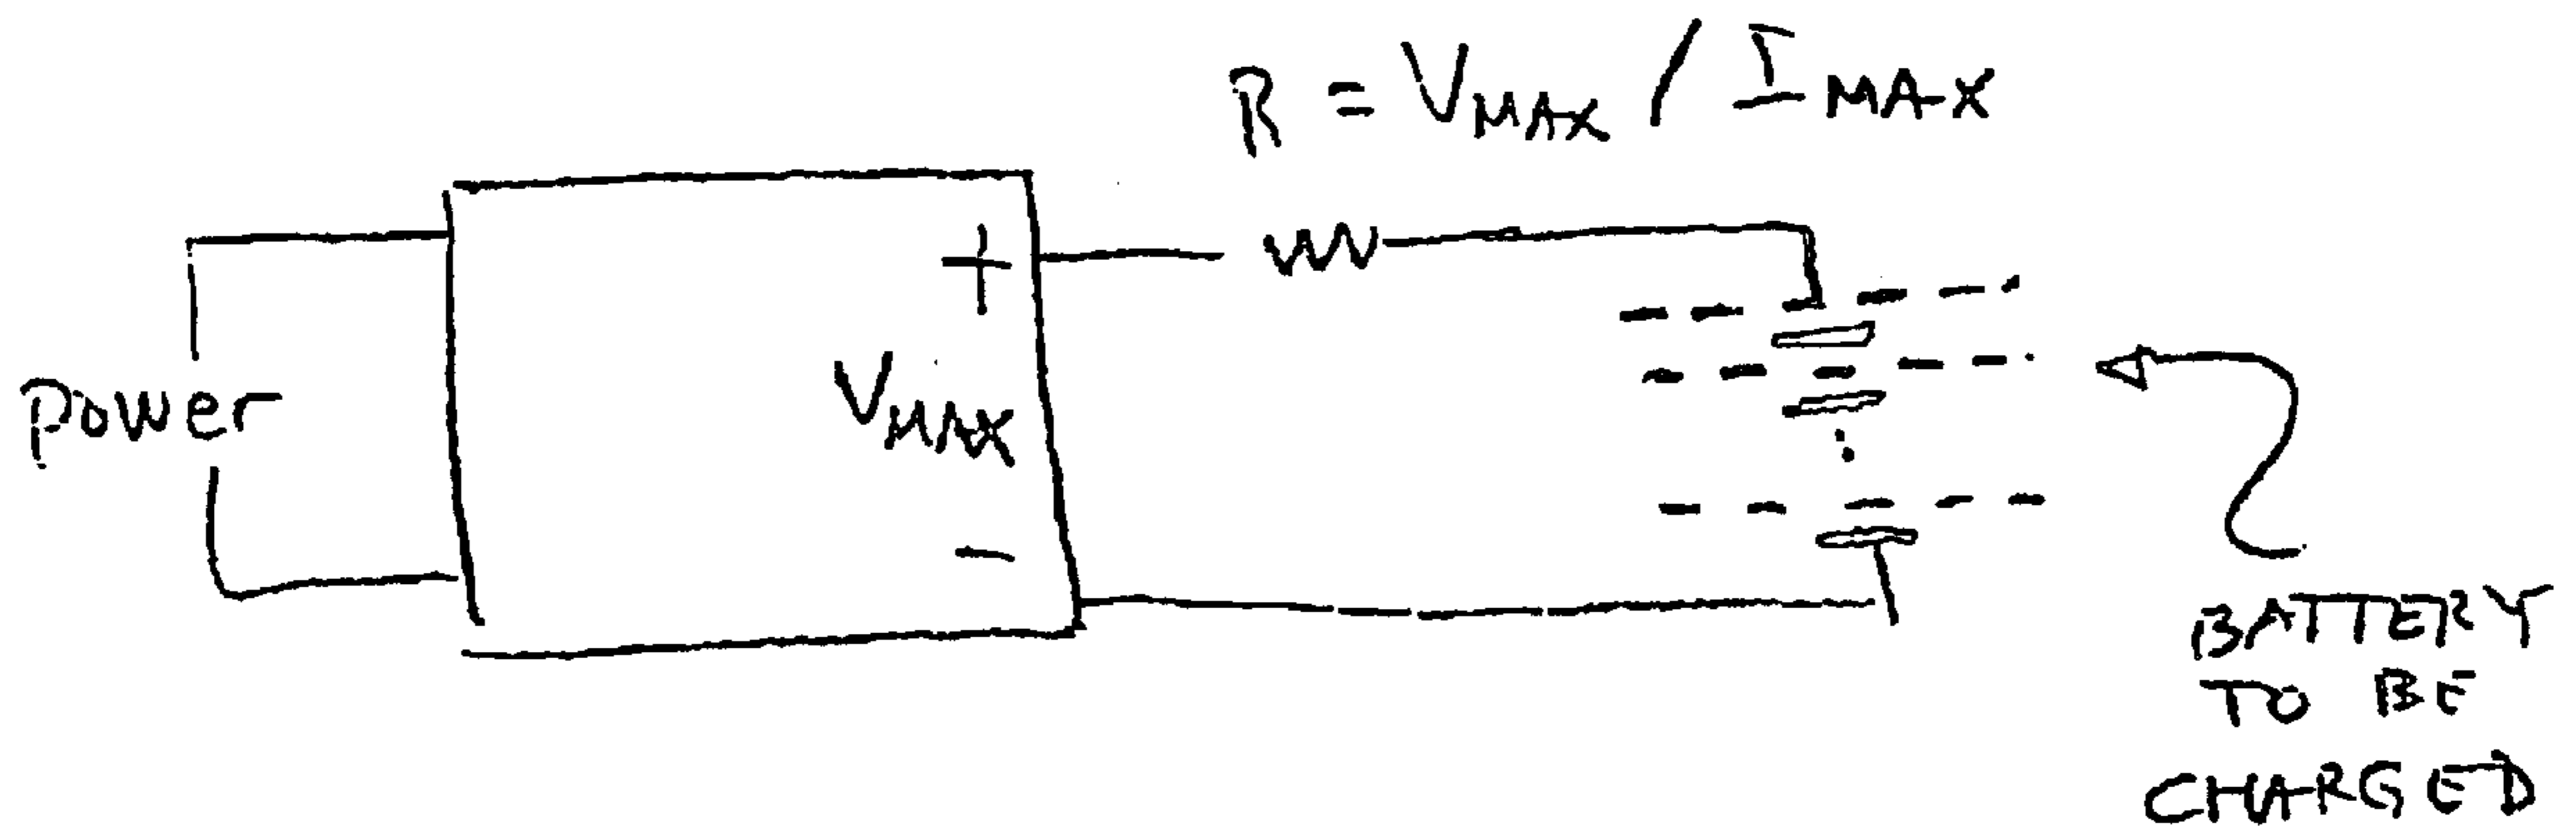 R = VMAX / IMAX
+
power
VMAX
-
BATTERY
TO BE
CHARGED